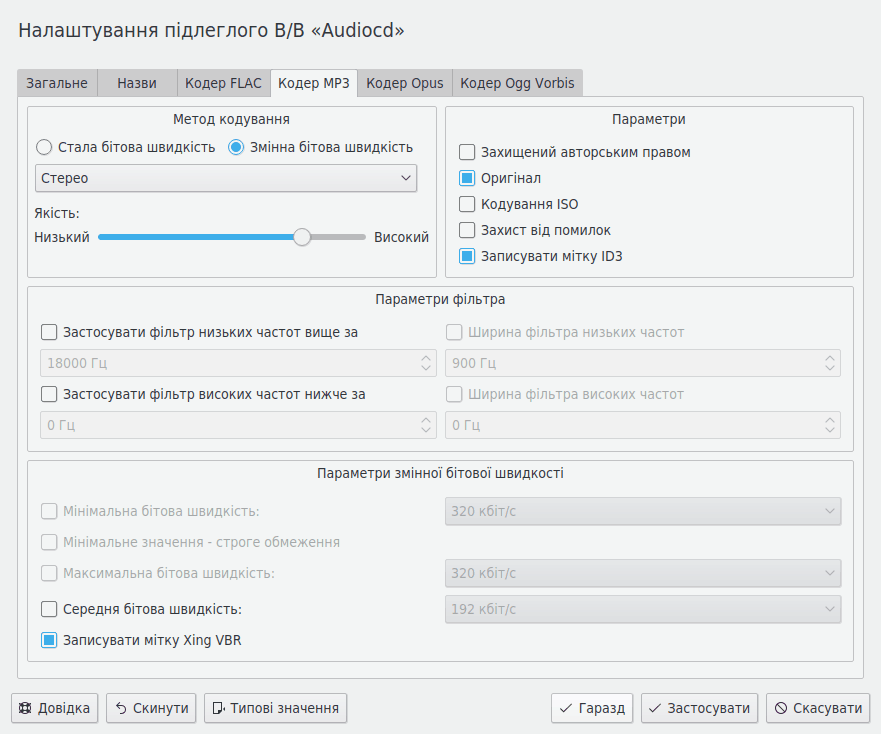 Налаштування підлеглого В/В «Audiocd»
Загальне Назви Кодер FLAC Кодер MP3 Кодер Opus Кодер Ogg Vorbis
Метод кодування
Стала бітова швидкість Змінна бітова швидкість
Стерео
Якість:
Низький Високий
Параметри
Захищений авторським правом
Оригінал
Кодування ISO
Захист від помилок
Записувати мітку ID3
Параметри фільтра
Застосувати фільтр низьких частот вище за Ширина фільтра низьких частот
18000 Гц 900 Гц
Застосувати фільтр високих частот нижче за Ширина фільтра високих частот
0 Гц 0 Гц
Параметри змінної бітової швидкості
Мінімальна бітова швидкість: 320 кбіт/с
Мінімальне значення - строге обмеження
Максимальна бітова швидкість: 320 кбіт/с
Середня бітова швидкість: 192 кбіт/с
Записувати мітку Xing VBR
Довідка Скинути Типові значення Гаразд Застосувати Скасувати